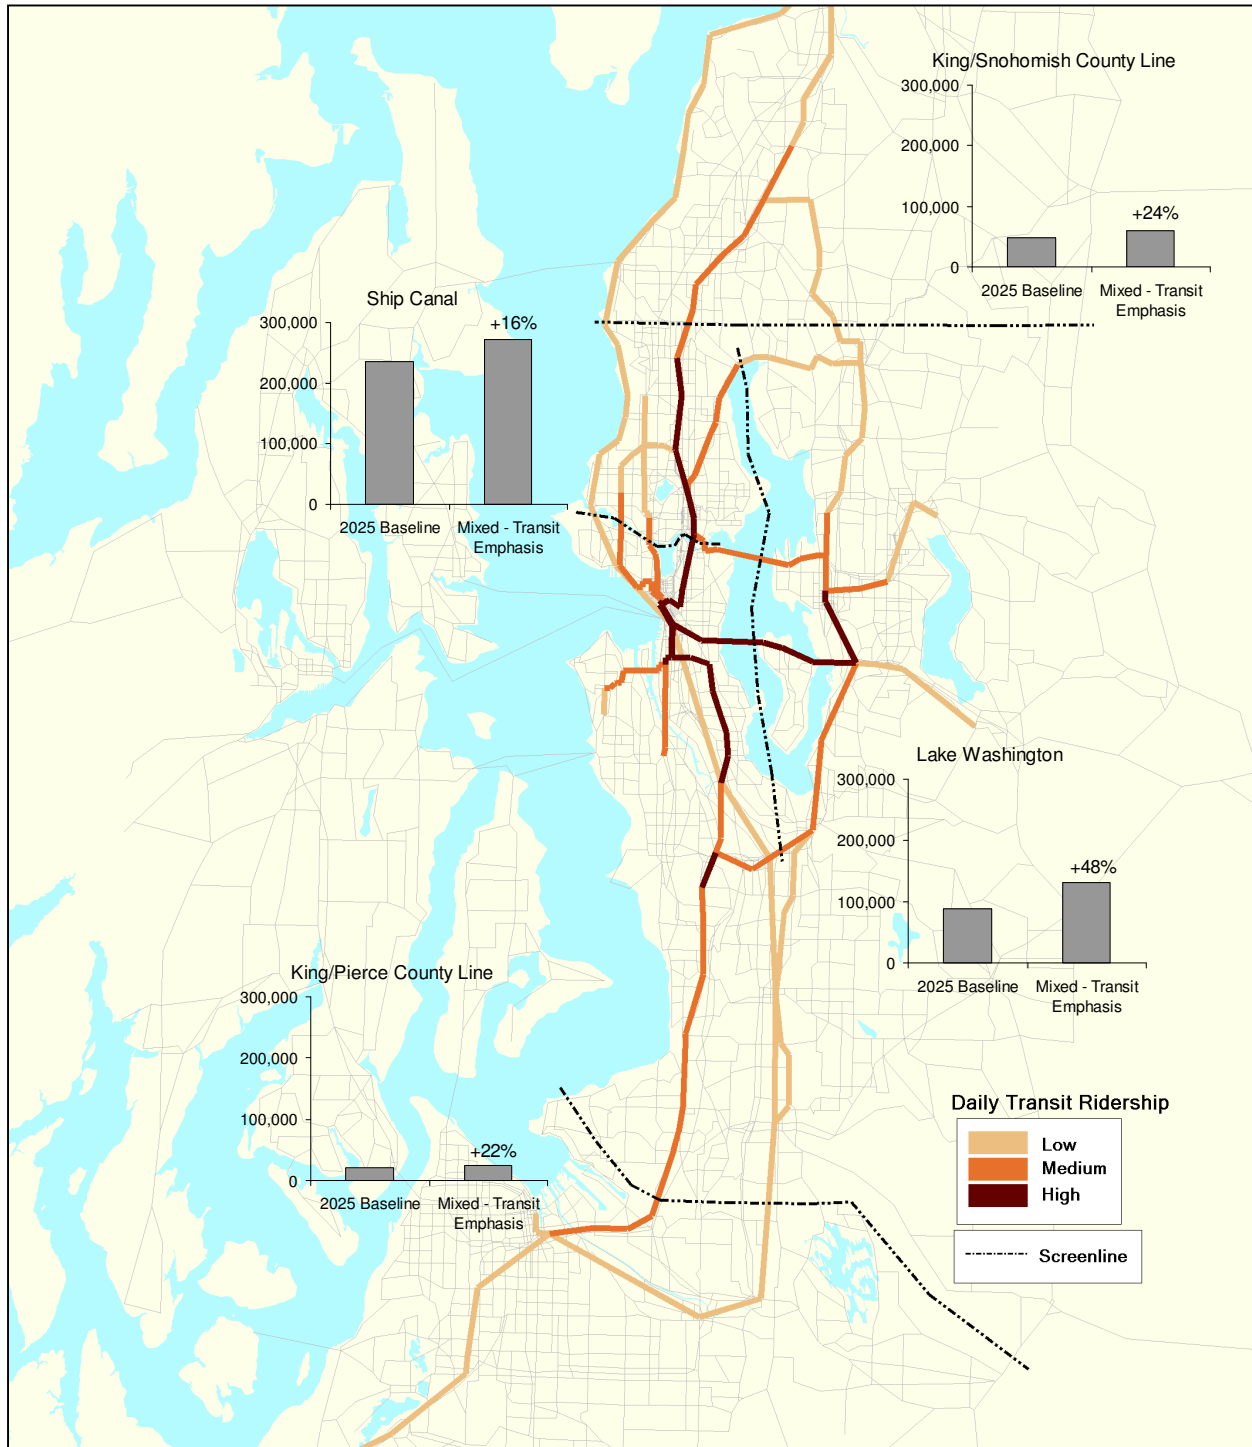 King/Snohomish County Line
300,000
200,000
100,000
0
+24%
2025 Baseline
Mixed - Transit
Emphasis
Ship Canal
300,000
200,000
100,000
0
+16%
2025 Baseline
Mixed - Transit
Emphasis
Lake Washington
300,000
200,000
100,000
0
+48%
2025 Baseline
Mixed - Transit
Emphasis
King/Pierce County Line
300,000
200,000
100,000
0
+22%
2025 Baseline
Mixed - Transit
Emphasis
Daily Transit Ridership
Low
Medium
High
Screenline